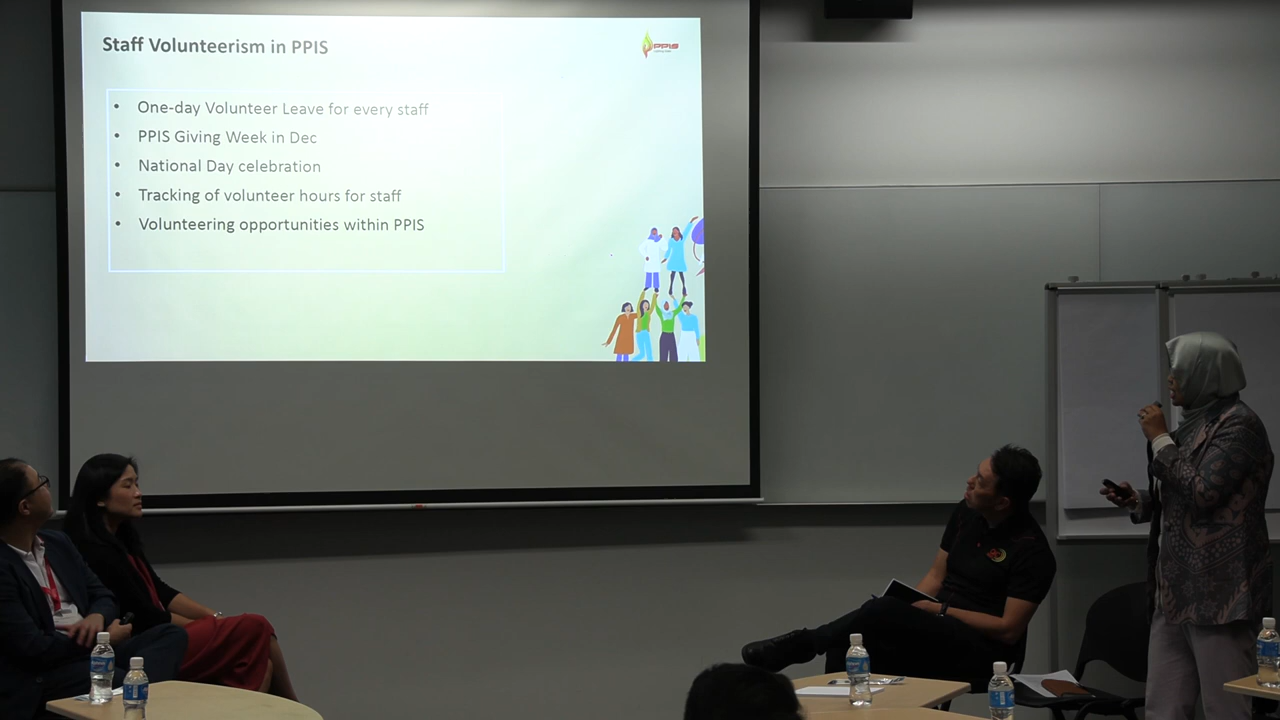 Staff Volunteerism in PPIS
PPIS
• One-day Volunteer Leave for every staff
• PPIS Giving Week in Dec
• National Day celebration
• Tracking of volunteer hours for staff
• Volunteering opportunities within PPIS